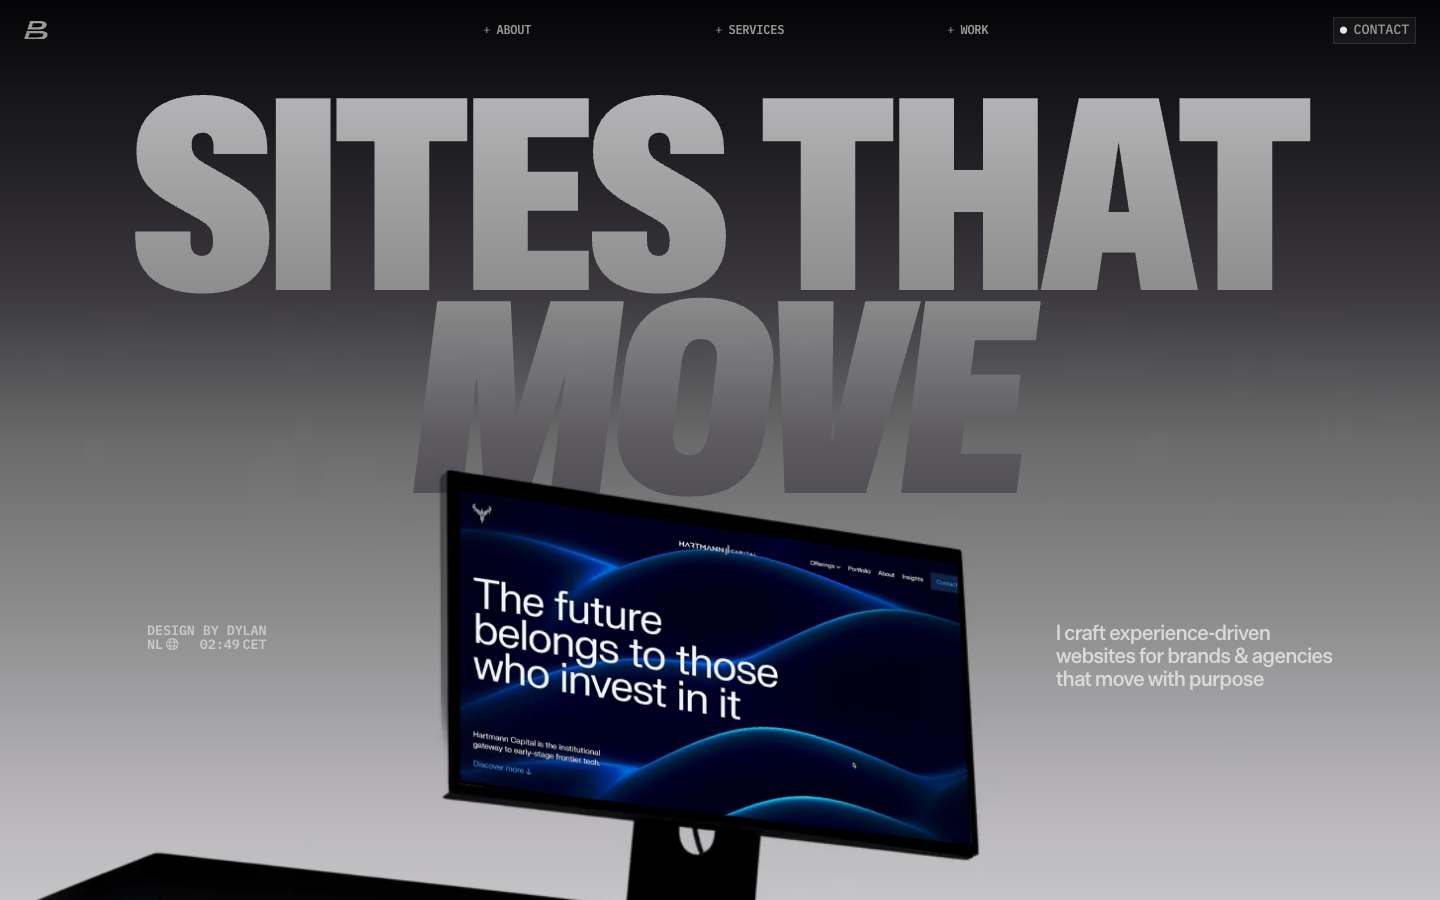 B
+ ABOUT
+ SERVICES
+ WORK
CONTACT
SITES THAT
MOVE
HARTMANN CAPITAL
Offerings
Portfolio
About
Insights
Contact
The future
belongs to those
who invest in it
Hartmann Capital is the institutional
gateway to early-stage frontier tech.
Discover more ↓
DESIGN BY DYLAN
NL 02:49 CET
I craft experience-driven
websites for brands & agencies
that move with purpose